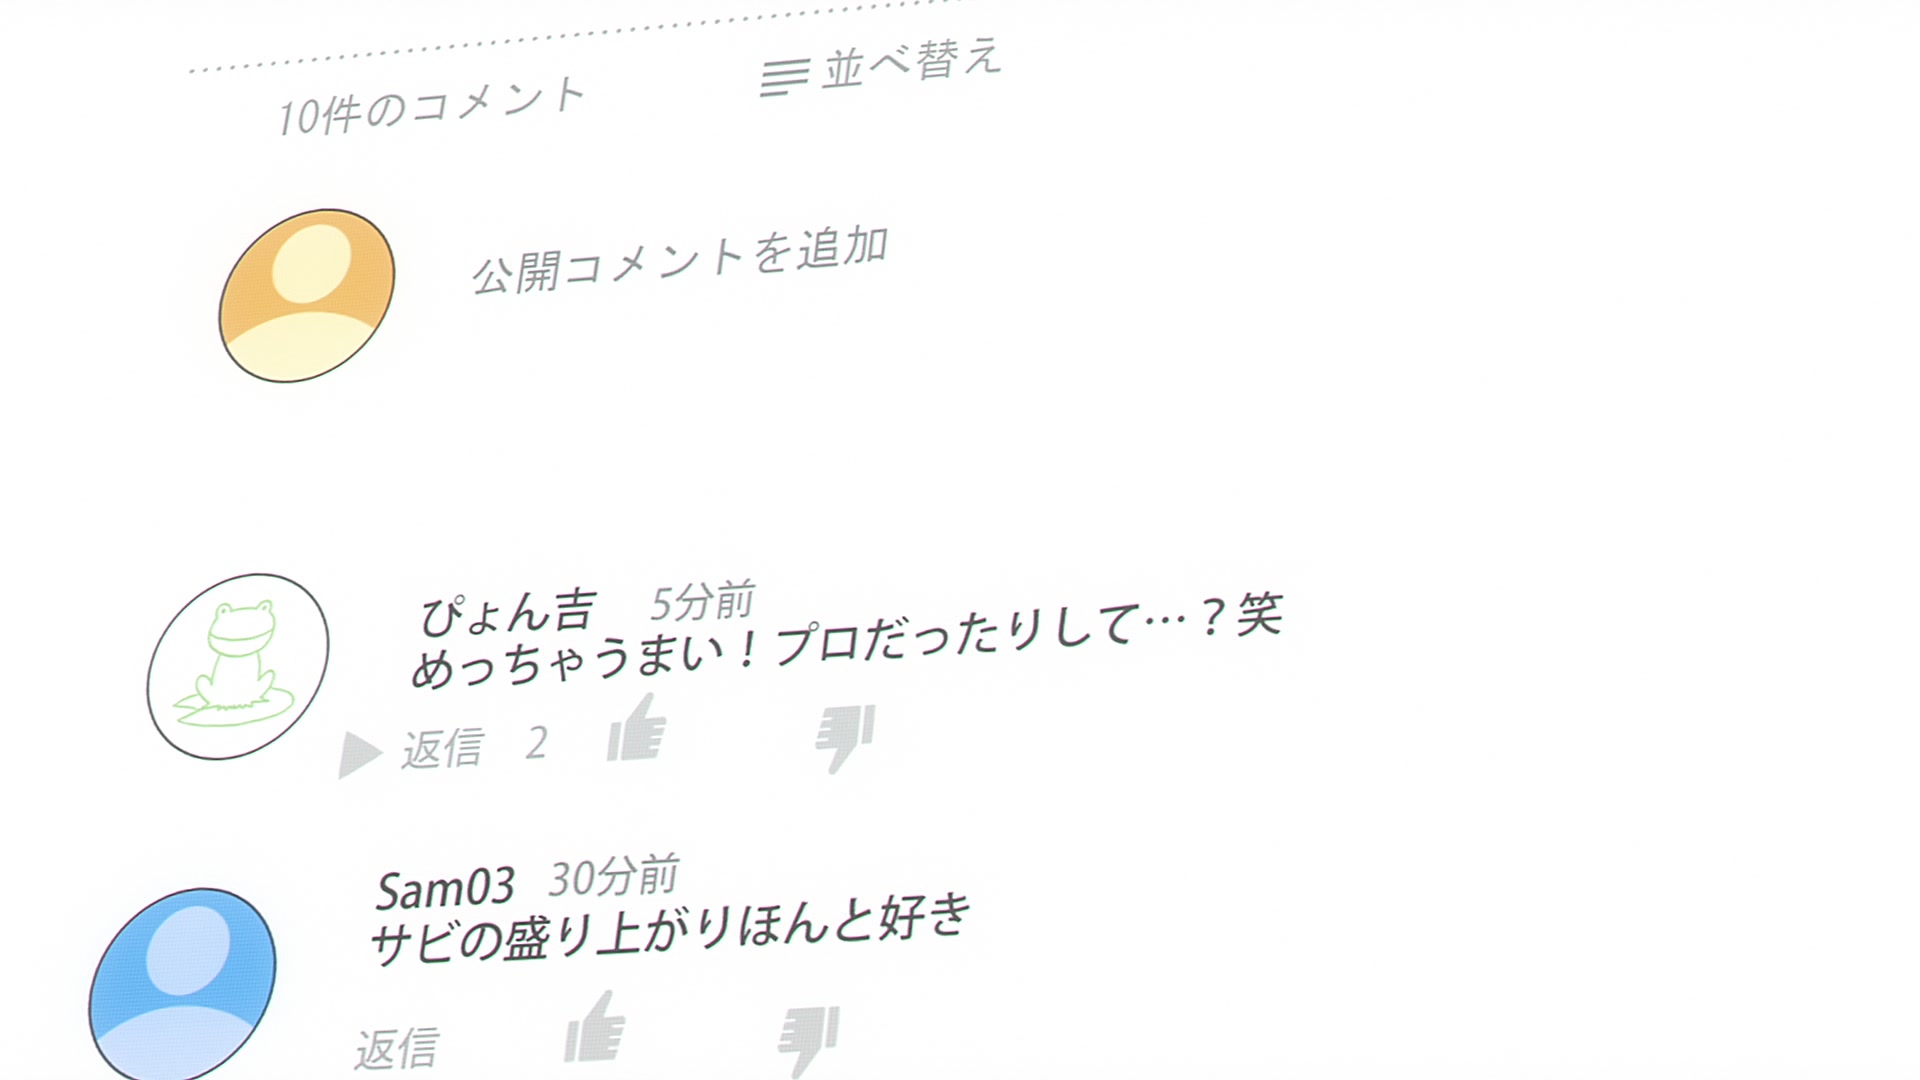 10件のコメント 並べ替え
公開コメントを追加
ぴょん吉 5分前
めっちゃうまい！プロだったりして…？笑
返信 2
Sam03 30分前
サビの盛り上がりほんと好き
返信